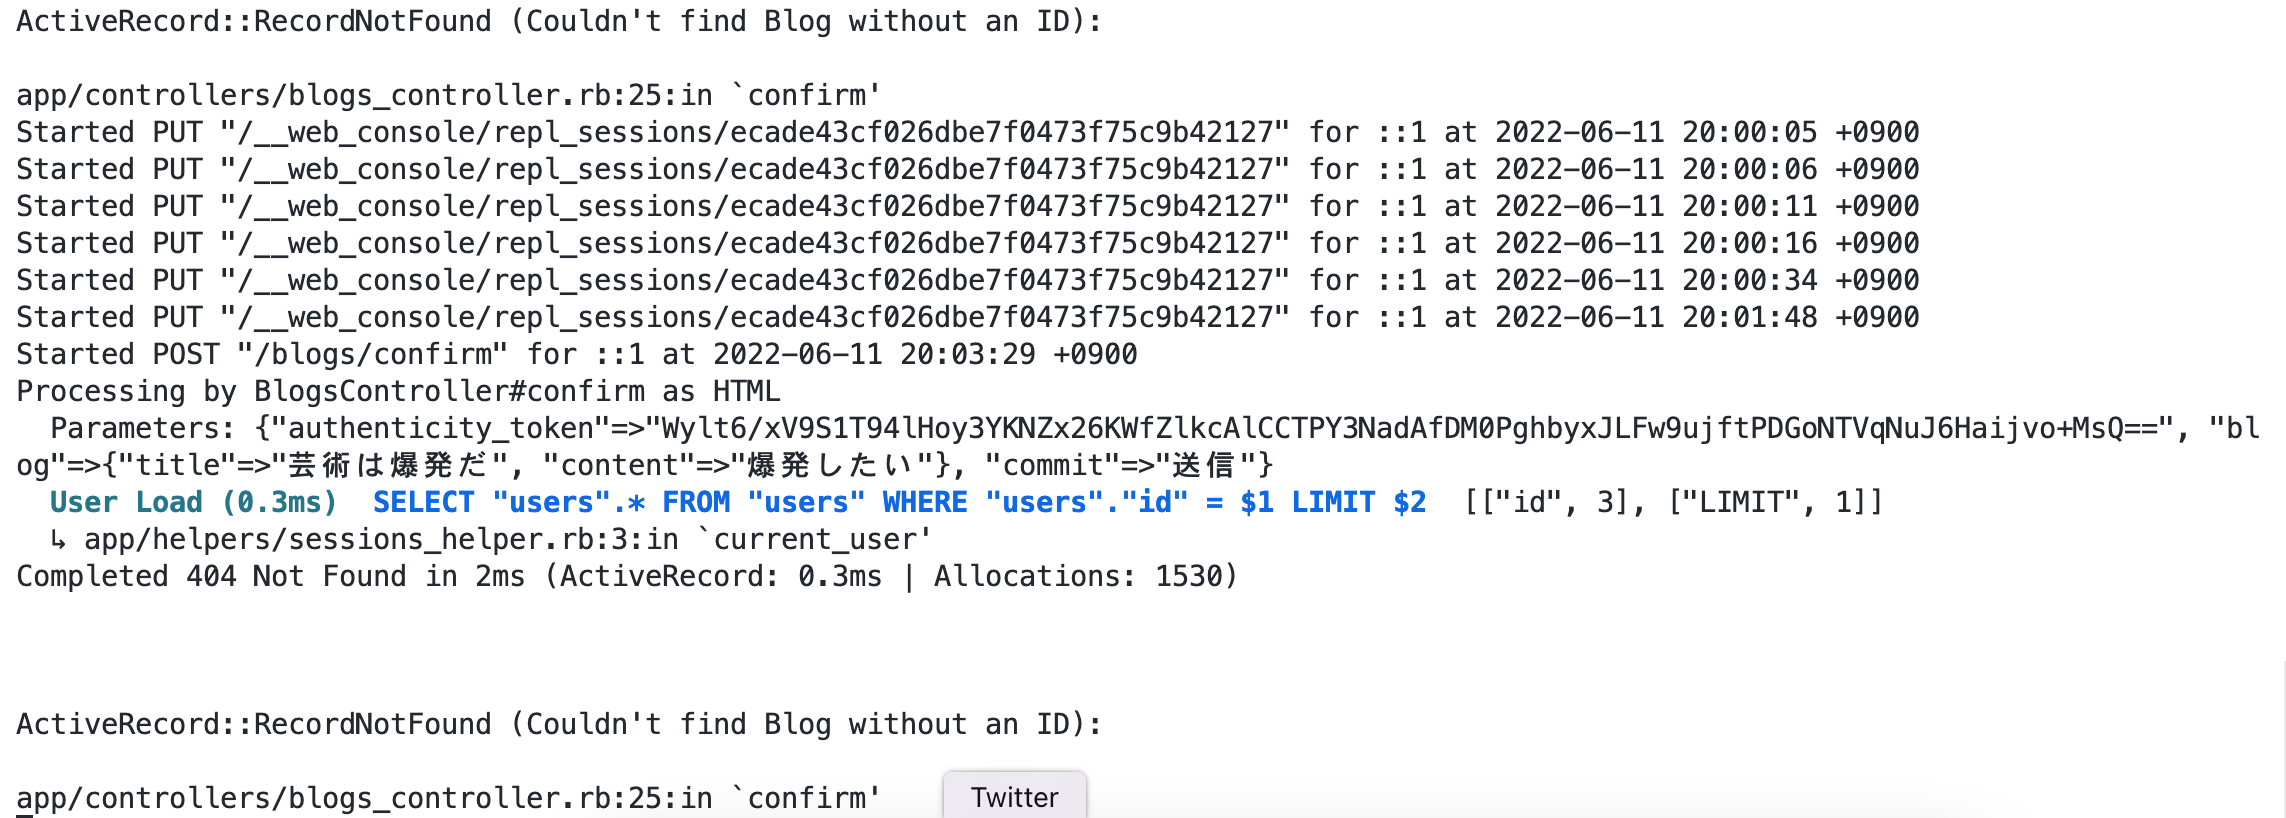 ActiveRecord::RecordNotFound (Couldn't find Blog without an ID):
app/controllers/blogs_controller.rb:25:in `confirm'
Started PUT "/__web_console/repl_sessions/ecade43cf026dbe7f0473f75c9b42127" for ::1 at 2022-06-11 20:00:05 +0900
Started PUT "/__web_console/repl_sessions/ecade43cf026dbe7f0473f75c9b42127" for ::1 at 2022-06-11 20:00:06 +0900
Started PUT "/__web_console/repl_sessions/ecade43cf026dbe7f0473f75c9b42127" for ::1 at 2022-06-11 20:00:11 +0900
Started PUT "/__web_console/repl_sessions/ecade43cf026dbe7f0473f75c9b42127" for ::1 at 2022-06-11 20:00:16 +0900
Started PUT "/__web_console/repl_sessions/ecade43cf026dbe7f0473f75c9b42127" for ::1 at 2022-06-11 20:00:34 +0900
Started PUT "/__web_console/repl_sessions/ecade43cf026dbe7f0473f75c9b42127" for ::1 at 2022-06-11 20:01:48 +0900
Started POST "/blogs/confirm" for ::1 at 2022-06-11 20:03:29 +0900
Processing by BlogsController#confirm as HTML
  Parameters: {"authenticity_token"=>"Wylt6/xV9S1T94lHoy3YKNZx26KWfZlkcAlCCTPY3NadAfDM0PghbyxJLFw9ujftPDGoNTVqNuJ6Haijvo+MsQ==", "bl
og"=>{"title"=>"芸術は爆発だ", "content"=>"爆発したい"}, "commit"=>"送信"}
  User Load (0.3ms)  SELECT "users".* FROM "users" WHERE "users"."id" = $1 LIMIT $2  [["id", 3], ["LIMIT", 1]]
  ↳ app/helpers/sessions_helper.rb:3:in `current_user'
Completed 404 Not Found in 2ms (ActiveRecord: 0.3ms | Allocations: 1530)
ActiveRecord::RecordNotFound (Couldn't find Blog without an ID):
app/controllers/blogs_controller.rb:25:in `confirm'
Twitter